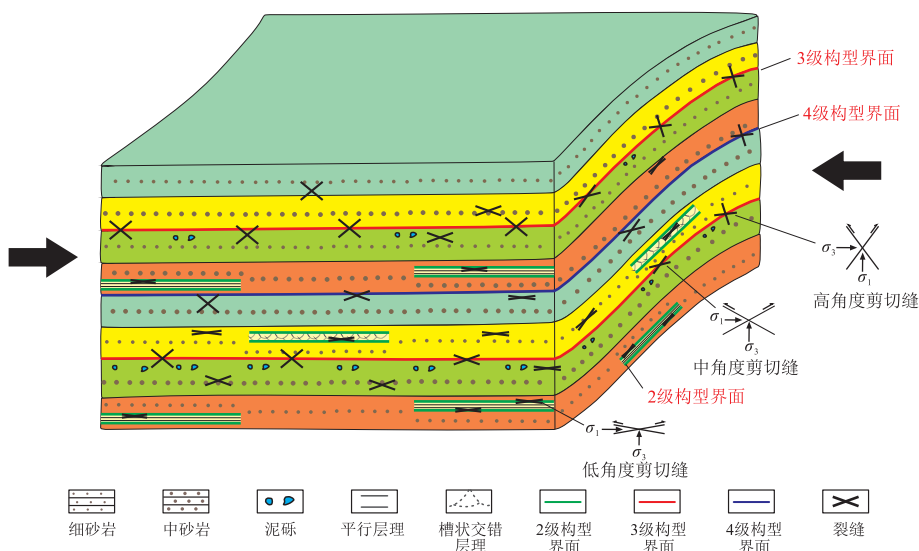 3级构型界面
4级构型界面
σ3
σ1
高角度剪切缝
σ1
σ3
中角度剪切缝
2级构型界面
σ1
σ3
低角度剪切缝
细砂岩
中砂岩
泥砾
平行层理
槽状交错
层理
2级构型
界面
3级构型
界面
4级构型
界面
裂缝